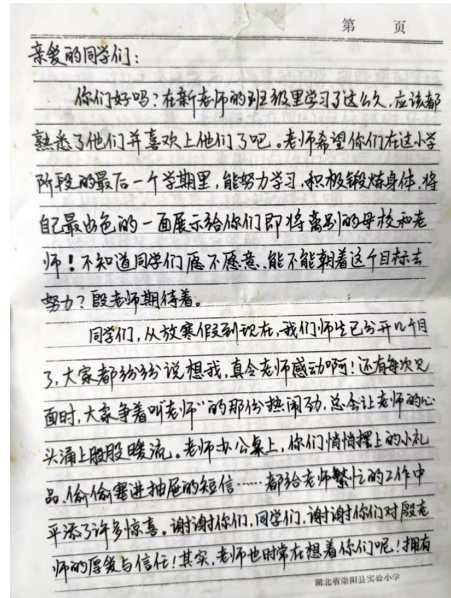 第 页
亲爱的同学们：
你们好吗？在新老师的班级里学习了这么久，应该都
熟悉了他们并喜欢上他们了吧。老师希望你们在这小学
阶段的最后一个学期里，能努力学习，积极锻炼身体，将
自己最出色的一面展示给你们即将离别的母校和老
师！不知道同学们愿不愿意、能不能朝着这个目标去
努力？殷老师期待着。
同学们，从放寒假到现在，我们师生已分开几个月
了，大家都纷纷说想我，真令老师感动啊！还有每次见
面时，大家争着叫“老师”的那份热闹劲，总会让老师的心
头涌上股股暖流。老师办公桌上，你们悄悄摆上的小礼
品、偷偷塞进抽屉的短信……都给老师繁忙的工作中
平添了许多惊喜。谢谢你们，同学们，谢谢你们对殷老
师的厚爱与信任！其实，老师也时常在想着你们呢！拥有
湖北省崇阳县实验小学